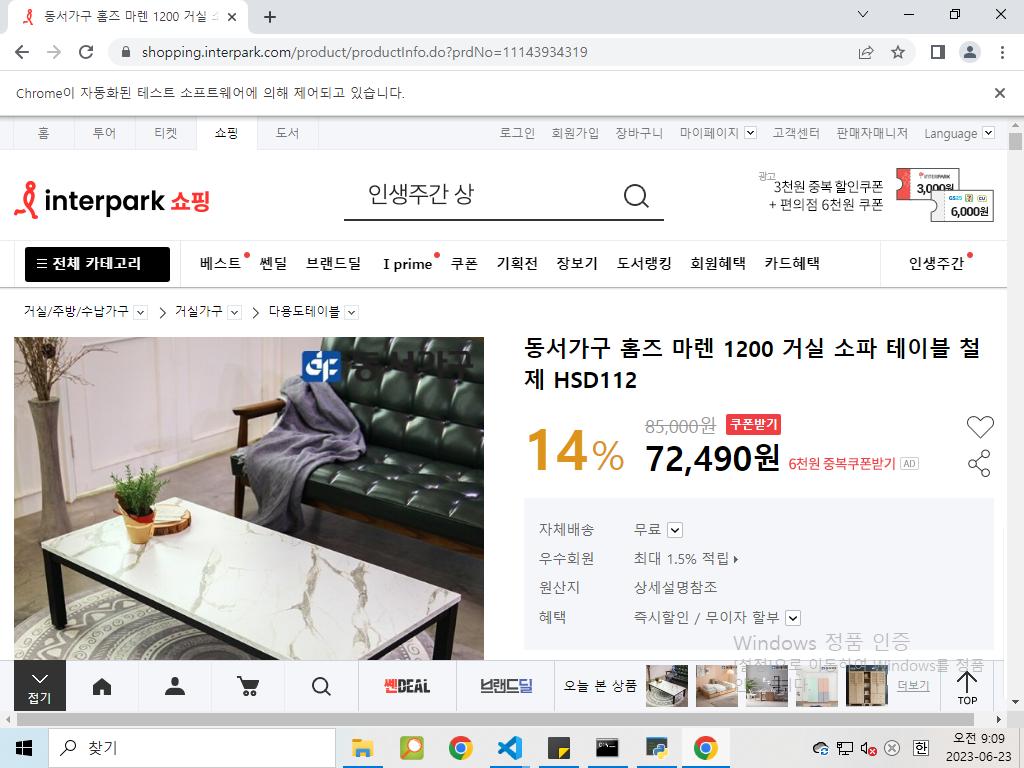 동서가구 홈즈 마렌 1200 거실 소
shopping.interpark.com/product/productInfo.do?prdNo=11143934319
Chrome이 자동화된 테스트 소프트웨어에 의해 제어되고 있습니다.
홈 투어 티켓 쇼핑 도서 로그인 회원가입 장바구니 마이페이지 고객센터 판매자매니저 Language
interpark 쇼핑
인생주간 상
광고
3천원 중복 할인쿠폰
+ 편의점 6천원 쿠폰
INTERPARK
3,000원
GS25 CU
6,000원
전체 카테고리 베스트 쎈딜 브랜드딜 I prime 쿠폰 기획전 장보기 도서랭킹 회원혜택 카드혜택 인생주간
거실/주방/수납가구 거실가구 다용도테이블
동서가구
동서가구 홈즈 마렌 1200 거실 소파 테이블 철
제 HSD112
14%
85,000원 쿠폰받기
72,490원 6천원 중복쿠폰받기 AD
자체배송 무료
우수회원 최대 1.5% 적립
원산지 상세설명참조
혜택 즉시할인 / 무이자 할부
Windows 정품 인증
[설정]으로 이동하여 Windows를 정품
접기
쎈DEAL
브랜드딜
오늘 본 상품
더보기
TOP
찾기
한
오전 9:09
2023-06-23